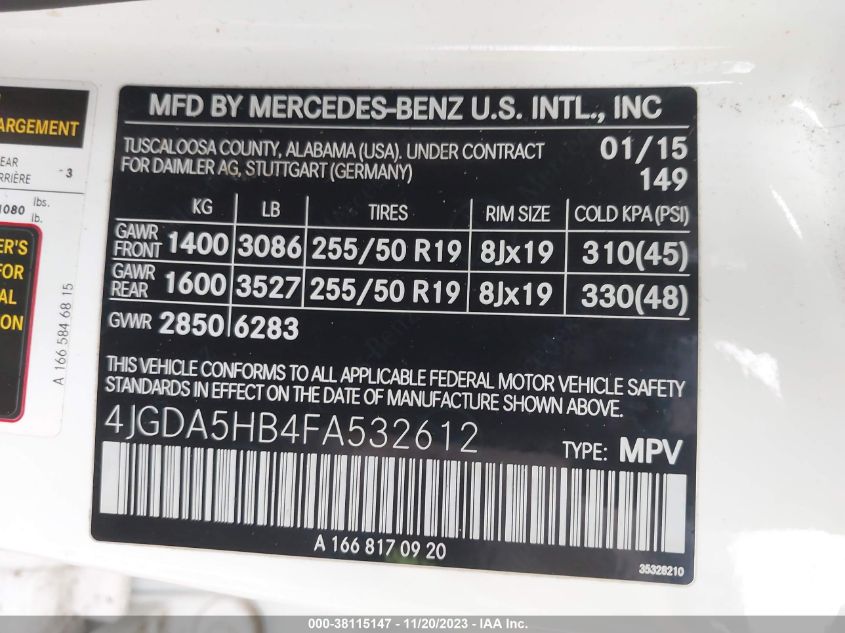 ARGEMENT
EAR
RRIÈRE
- 3
1080 lbs.
lb.
ER'S
FOR
AL
ION
A 166 584 68 15
MFD BY MERCEDES-BENZ U.S. INTL., INC
TUSCALOOSA COUNTY, ALABAMA (USA). UNDER CONTRACT 01/15
FOR DAIMLER AG, STUTTGART (GERMANY) 149
KG LB TIRES RIM SIZE COLD KPA(PSI)
GAWR FRONT 1400 3086 255/50 R19 8Jx19 310(45)
GAWR REAR 1600 3527 255/50 R19 8Jx19 330(48)
GVWR 2850 6283
THIS VEHICLE CONFORMS TO ALL APPLICABLE FEDERAL MOTOR VEHICLE SAFETY
STANDARDS IN EFFECT ON THE DATE OF MANUFACTURE SHOWN ABOVE.
4JGDA5HB4FA532612 TYPE: MPV
A 166 817 09 20
35328210
000-38115147 - 11/20/2023 - IAA Inc.